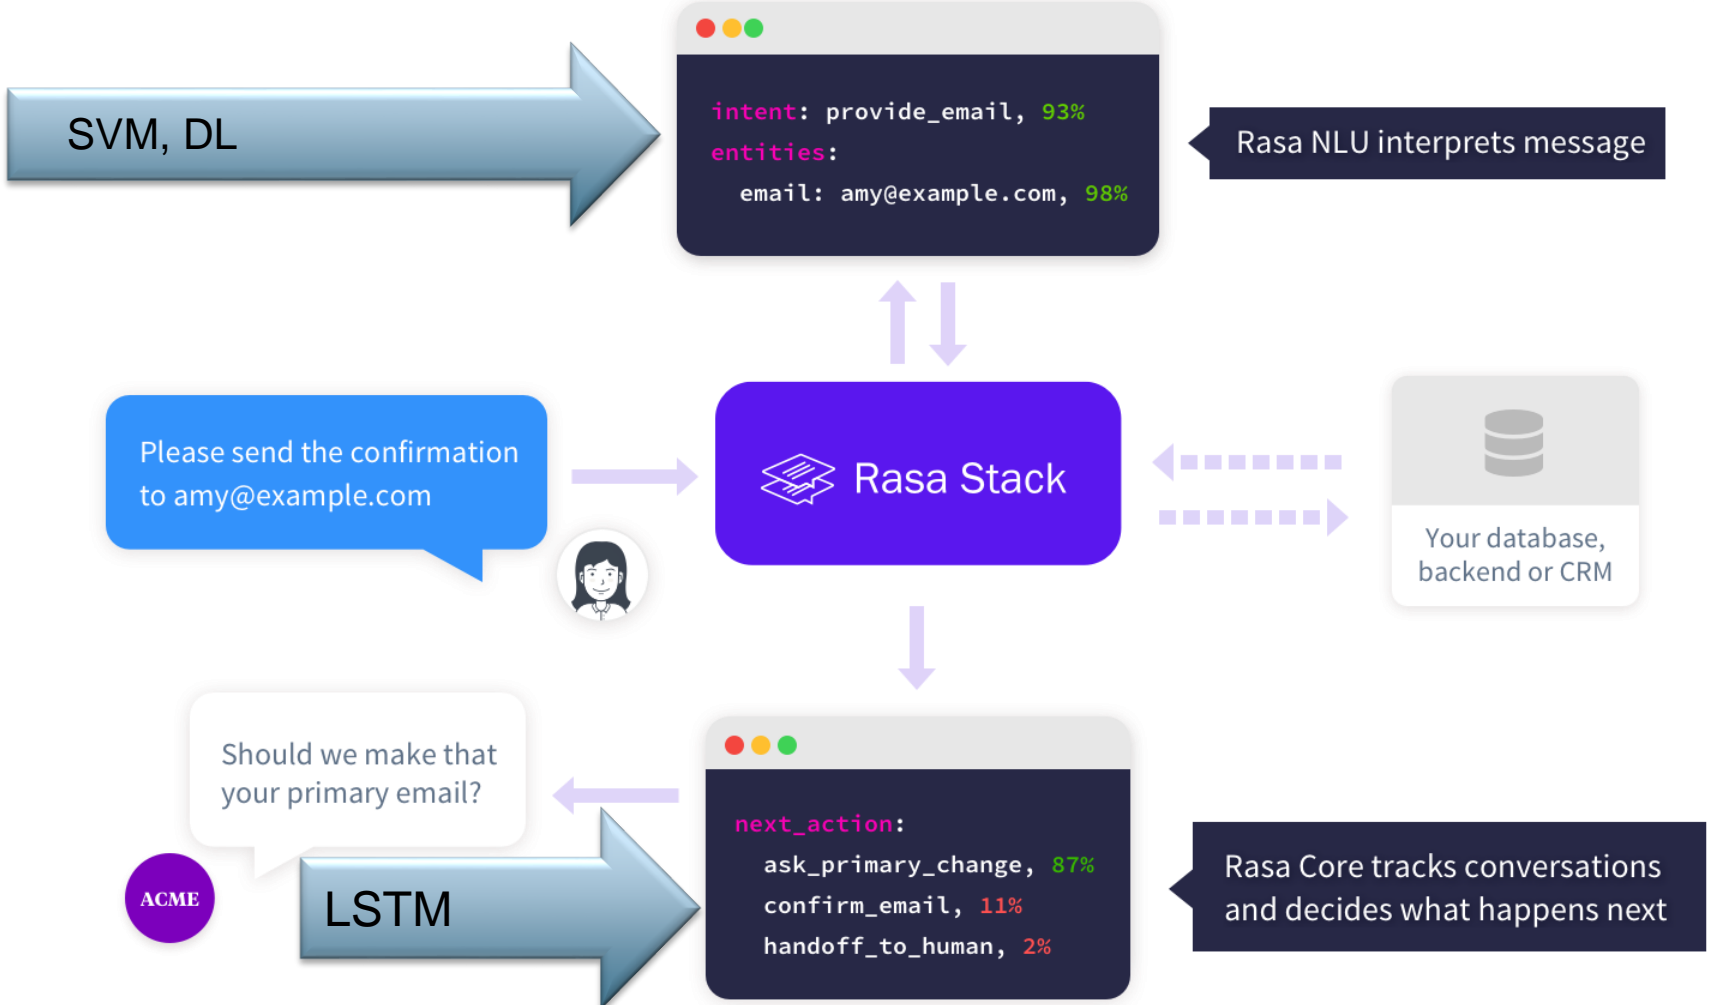 SVM, DL
intent: provide_email, 93%
entities:
email: amy@example.com, 98%
Rasa NLU interprets message
Please send the confirmation
to amy@example.com
Rasa Stack
Your database,
backend or CRM
Should we make that
your primary email?
ACME
LSTM
next_action:
ask_primary_change, 87%
confirm_email, 11%
handoff_to_human, 2%
Rasa Core tracks conversations
and decides what happens next